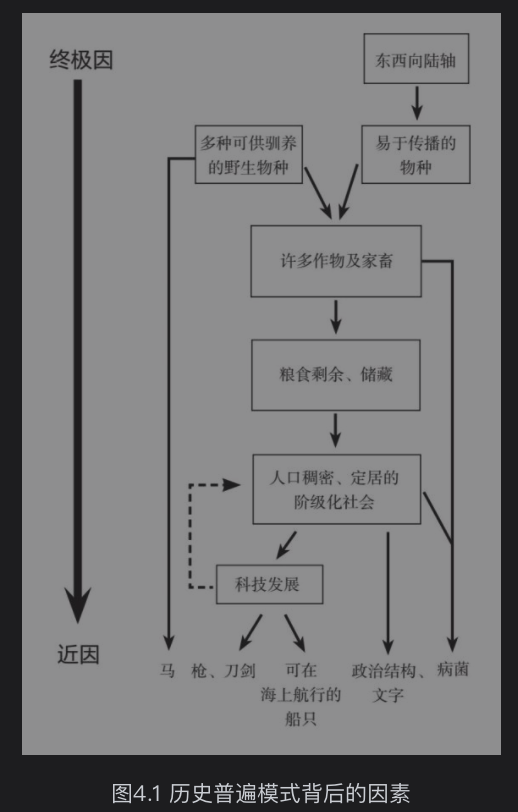 终极因
东西向陆轴
多种可供驯养
的野生物种
易于传播的
物种
许多作物及家畜
粮食剩余、储藏
人口稠密、定居的
阶级化社会
科技发展
近因
马
枪、刀剑
可在
海上航行的
船只
政治结构、
文字
病菌
图4.1 历史普遍模式背后的因素